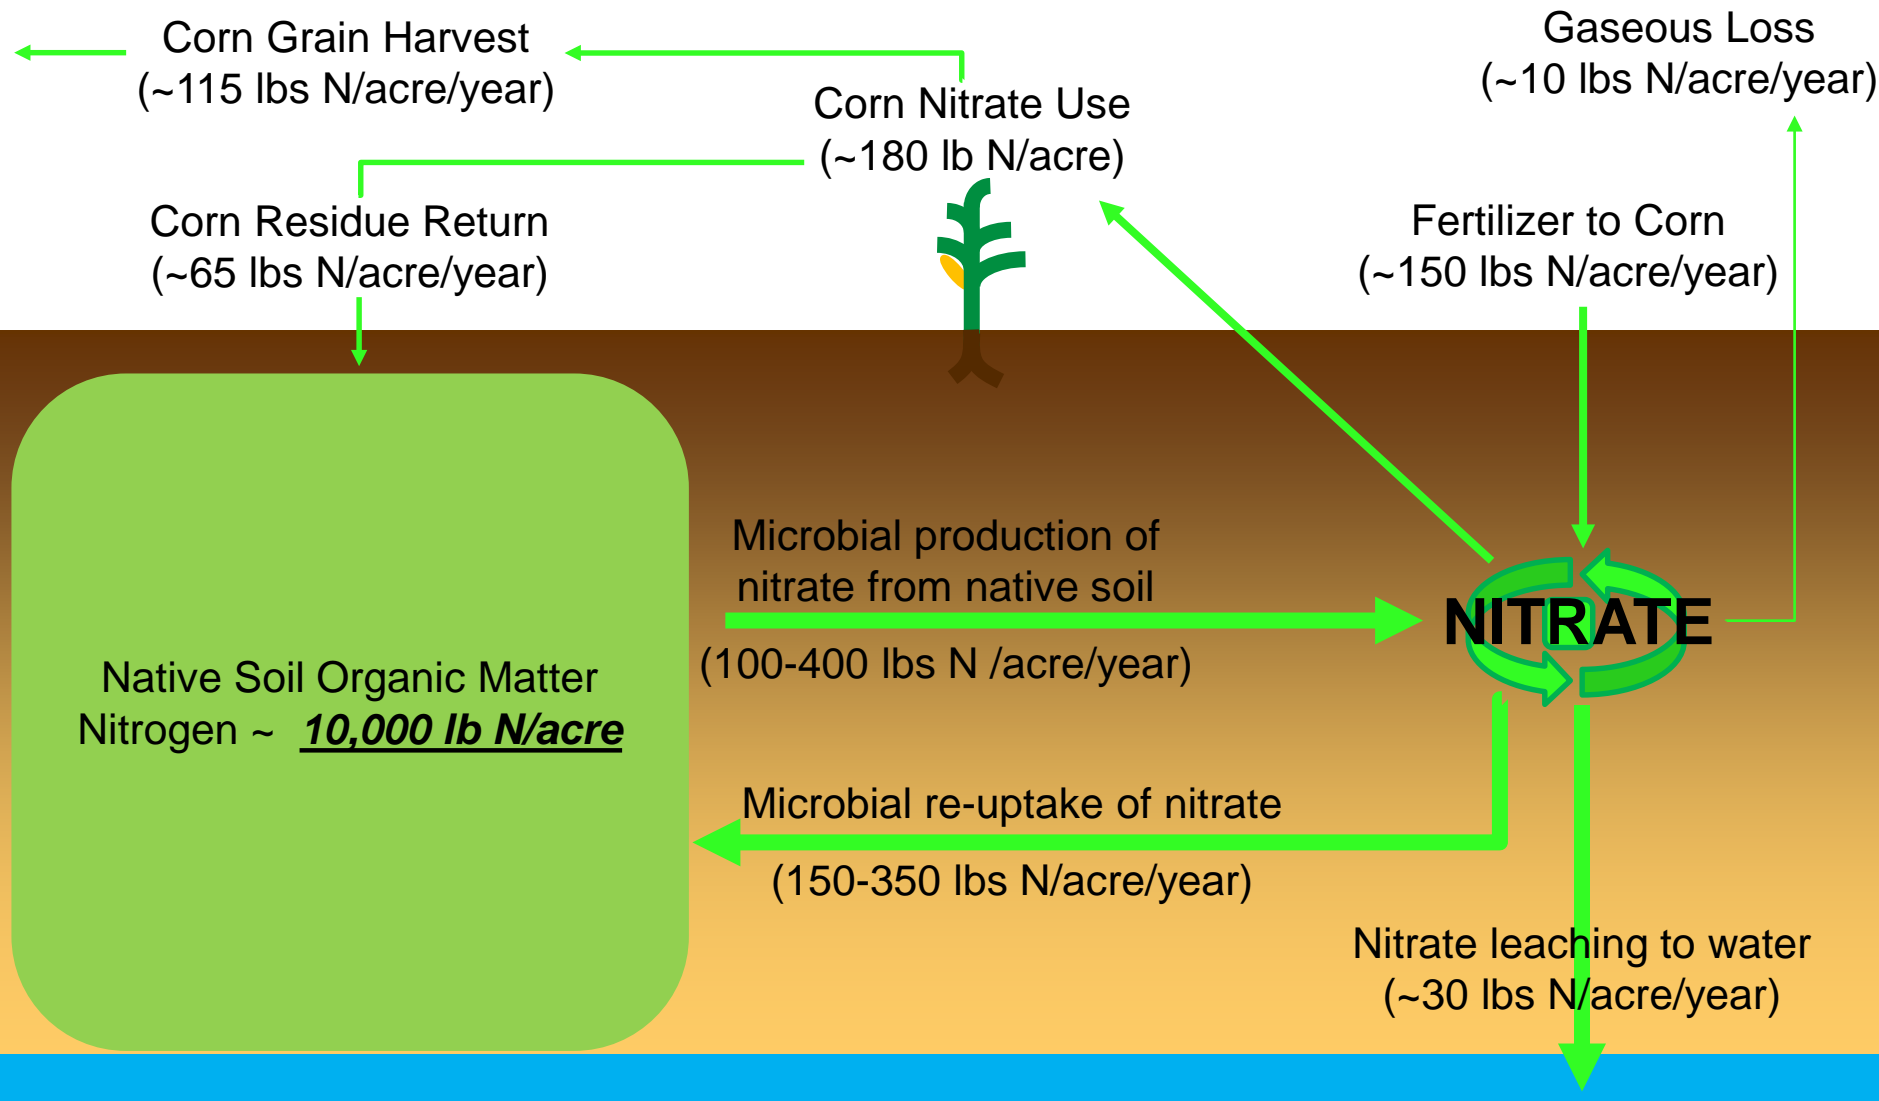 Corn Grain Harvest
(~115 lbs N/acre/year)
Gaseous Loss
(~10 lbs N/acre/year)
Corn Nitrate Use
(~180 lb N/acre)
Corn Residue Return
(~65 lbs N/acre/year)
Fertilizer to Corn
(~150 lbs N/acre/year)
Microbial production of
nitrate from native soil
(100-400 lbs N /acre/year)
NITRATE
Native Soil Organic Matter
Nitrogen ~ 10,000 lb N/acre
Microbial re-uptake of nitrate
(150-350 lbs N/acre/year)
Nitrate leaching to water
(~30 lbs N/acre/year)